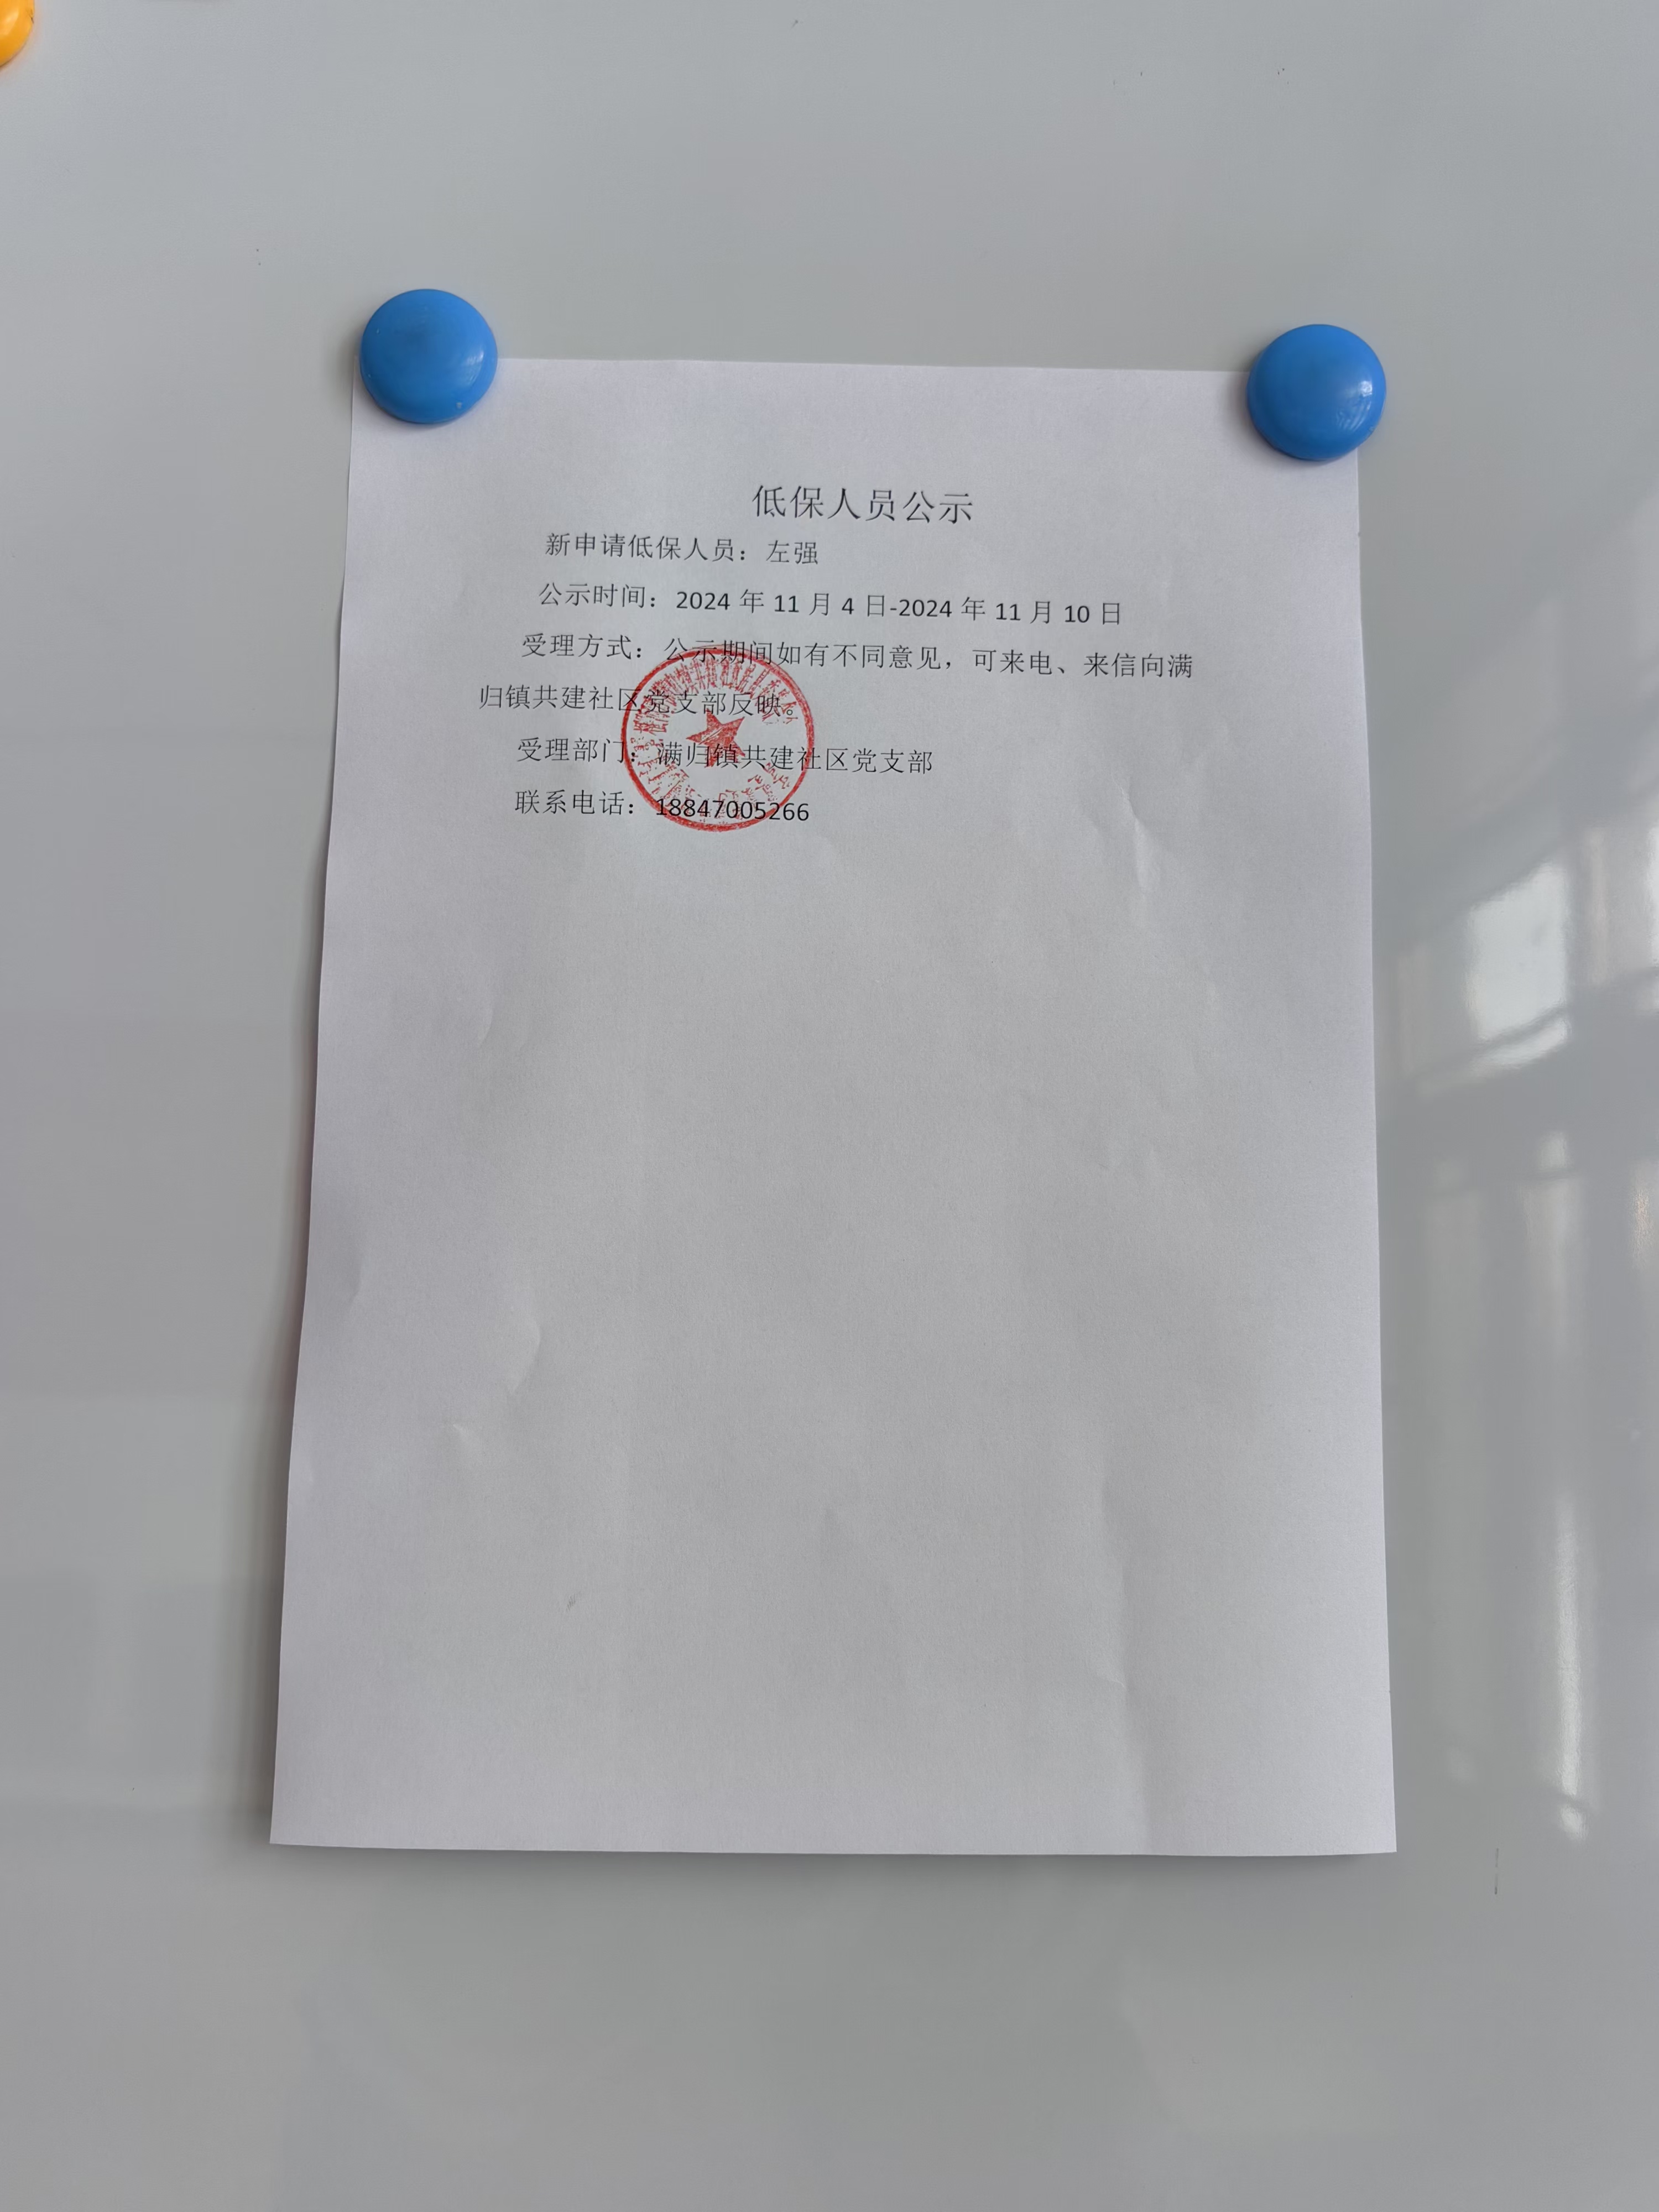 低保人员公示
新申请低保人员：左强
公示时间：2024 年 11 月 4 日-2024 年 11 月 10 日
受理方式：公示期间如有不同意见，可来电、来信向满
归镇共建社区党支部反映。
受理部门：满归镇共建社区党支部
联系电话：18847005266